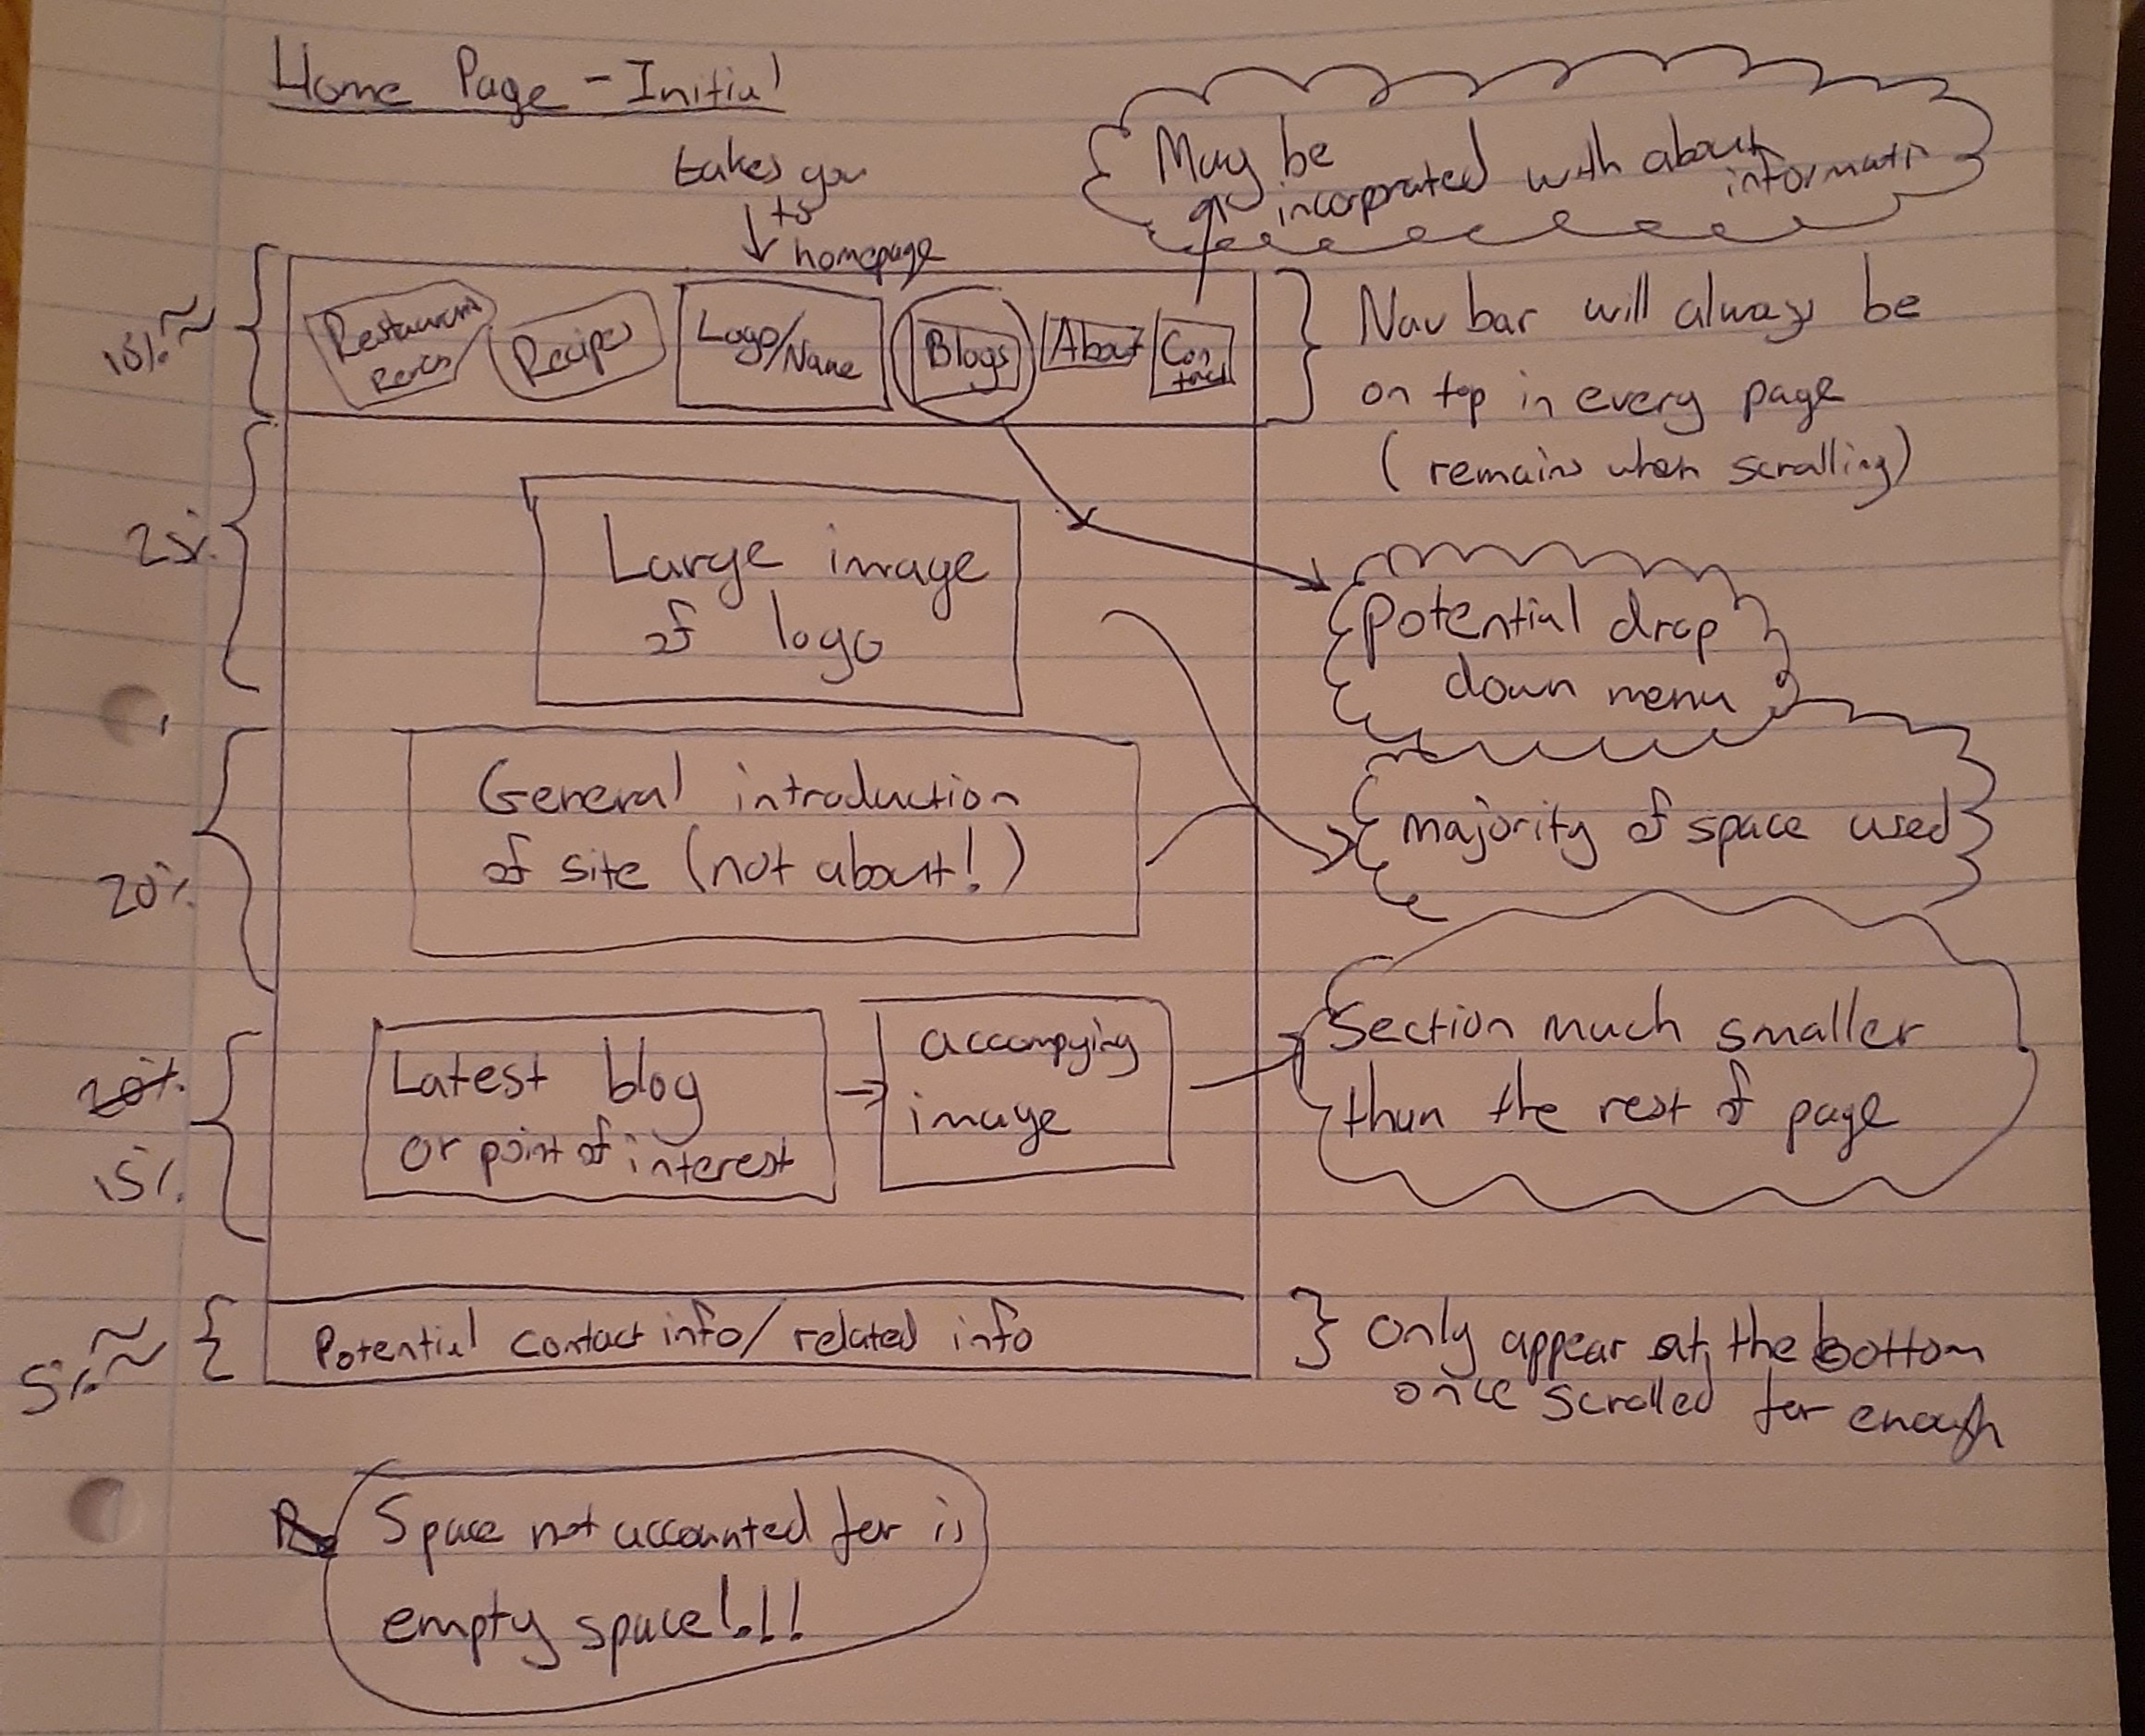 Home Page - Initial
takes you
to
homepage
May be
incorporated with about
informati
15%
Restaurant
Recipes
Logo/Name
Blogs
About
Con
tact
Nav bar will always be
on top in every page
(remains when scrolling)
25%
Large image
of logo
Potential drop
down menu
General introduction
of site (not about!)
20%
majority of space used
Latest blog
or point of interest
accompying
image
20%
15%
Section much smaller
than the rest of page
5%
Potential contact info/related info
Only appear at the bottom
once scrolled far enough
Space not accounted for is
empty space!!!